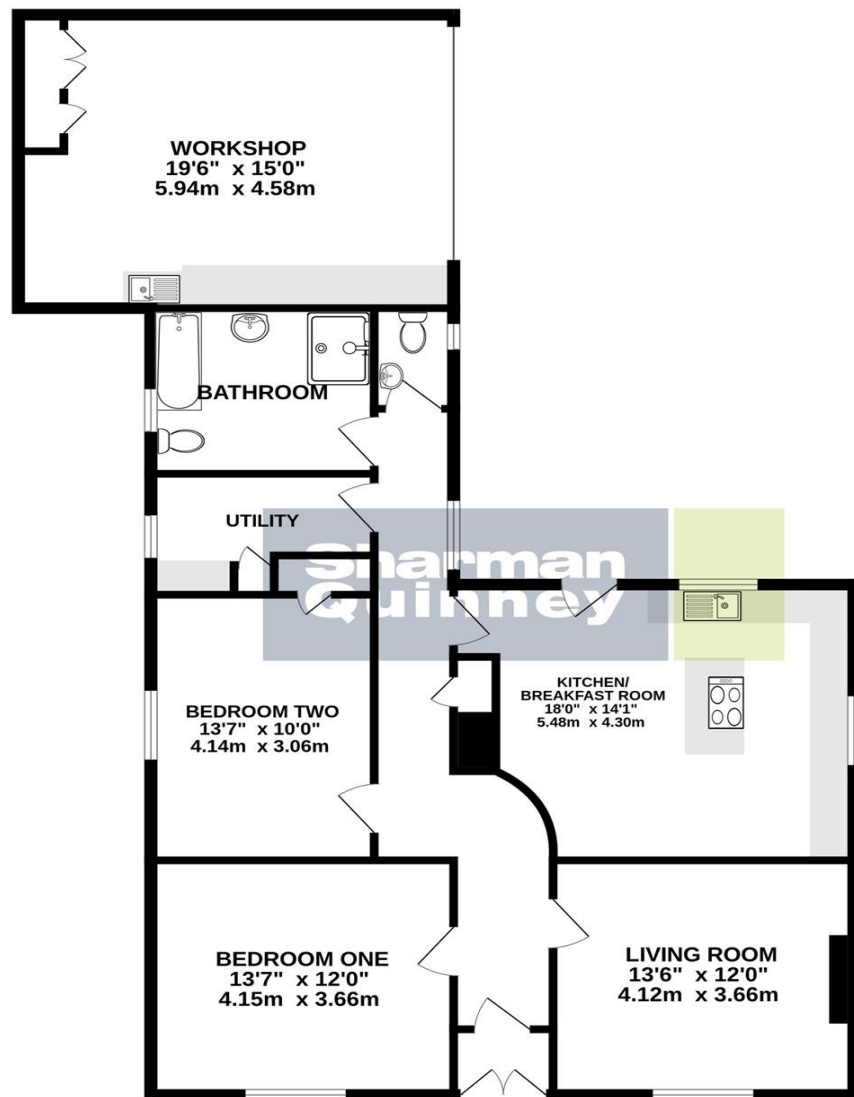 WORKSHOP
19'6" x 15'0"
5.94m x 4.58m
BATHROOM
UTILITY
Sharman
Quinney
KITCHEN/
BREAKFAST ROOM
18'0" x 14'1"
5.48m x 4.30m
BEDROOM TWO
13'7" x 10'0"
4.14m x 3.06m
BEDROOM ONE
13'7" x 12'0"
4.15m x 3.66m
LIVING ROOM
13'6" x 12'0"
4.12m x 3.66m